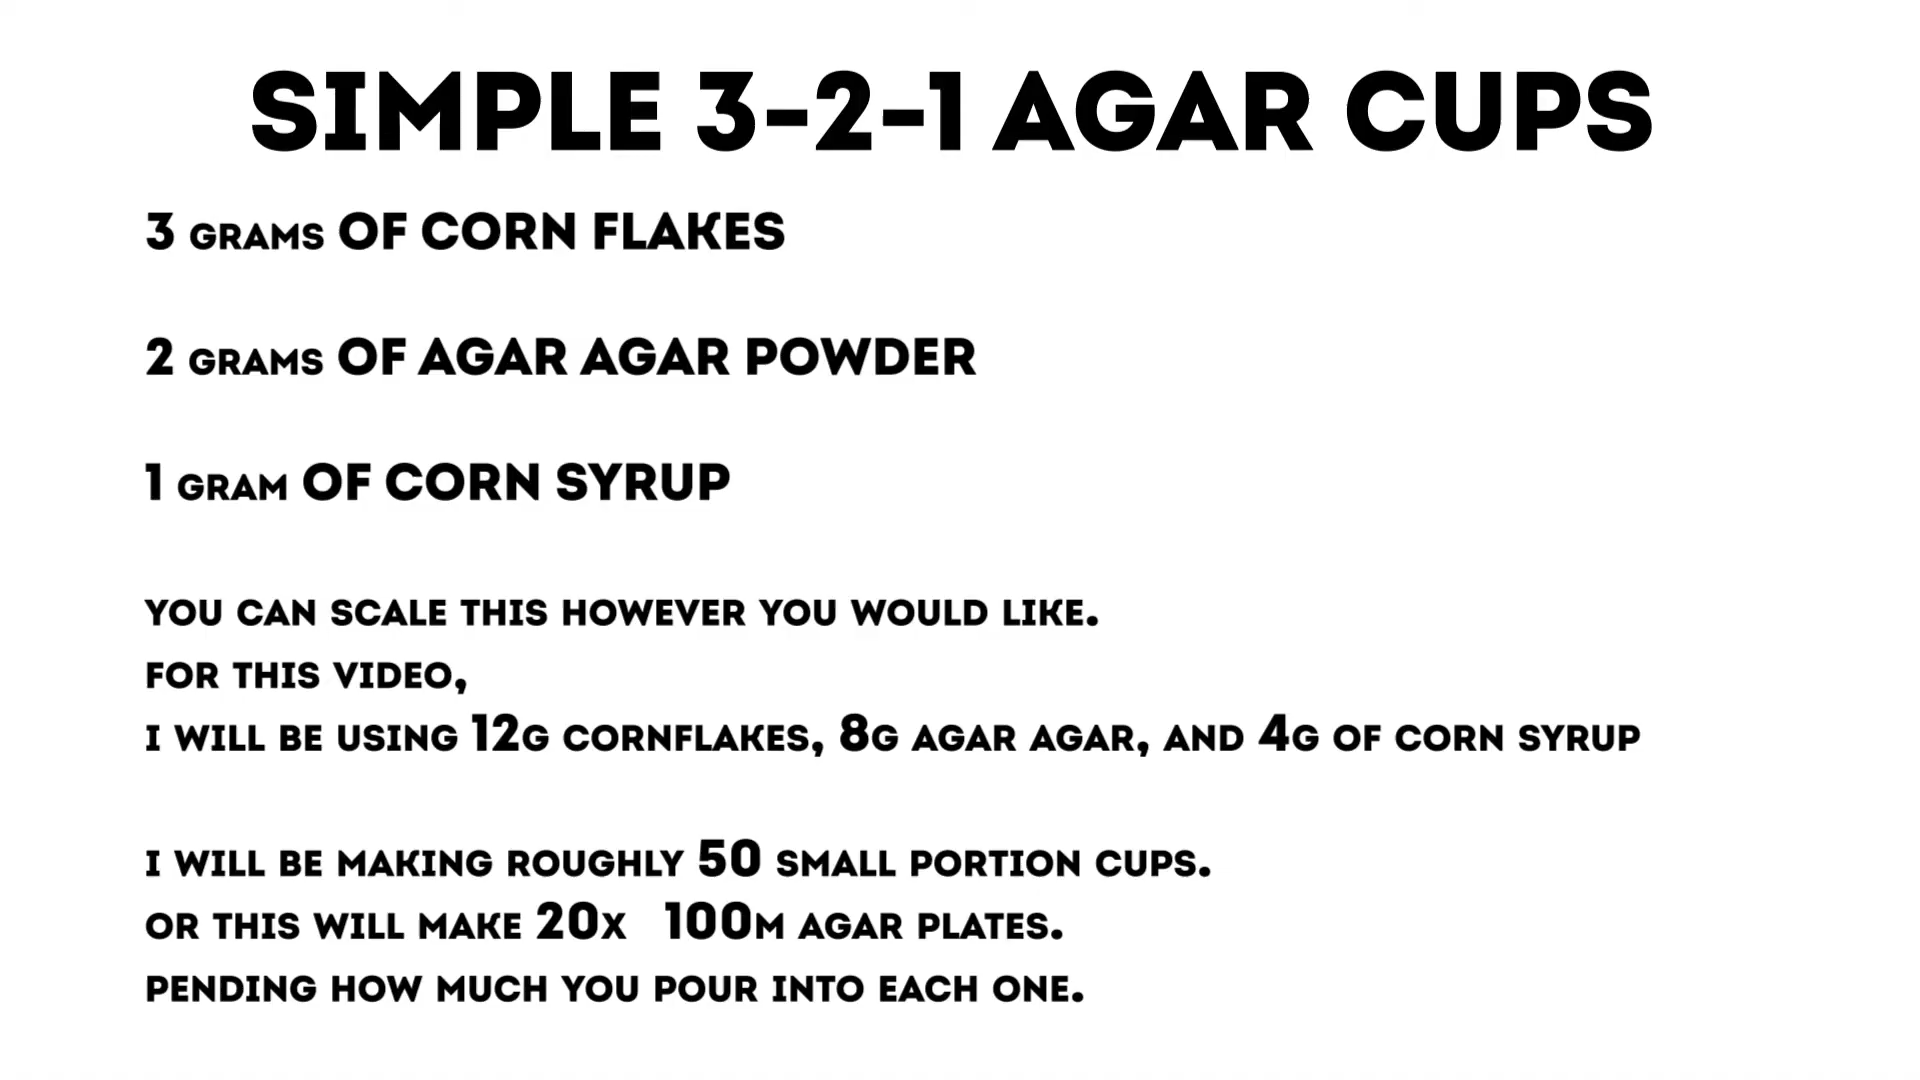 SIMPLE 3-2-1 AGAR CUPS
3 GRAMS OF CORN FLAKES
2 GRAMS OF AGAR AGAR POWDER
1 GRAM OF CORN SYRUP
YOU CAN SCALE THIS HOWEVER YOU WOULD LIKE.
FOR THIS VIDEO,
I WILL BE USING 12G CORNFLAKES, 8G AGAR AGAR, AND 4G OF CORN SYRUP
I WILL BE MAKING ROUGHLY 50 SMALL PORTION CUPS.
OR THIS WILL MAKE 20X 100M AGAR PLATES.
PENDING HOW MUCH YOU POUR INTO EACH ONE.